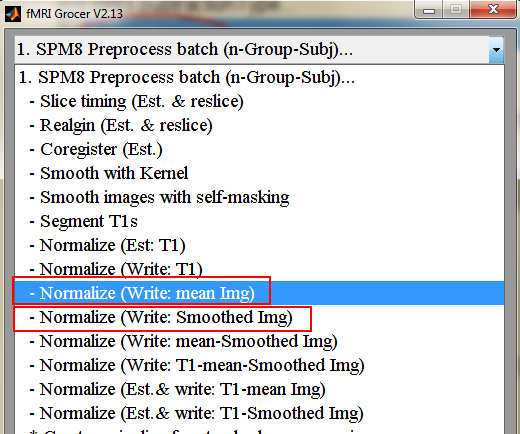 fMRI Grocer V2.13
1. SPM8 Preprocess batch (n-Group-Subj)...
1. SPM8 Preprocess batch (n-Group-Subj)...
- Slice timing (Est. & reslice)
- Realgin (Est. & reslice)
- Coregister (Est.)
- Smooth with Kernel
- Smooth images with self-masking
- Segment T1s
- Normalize (Est: T1)
- Normalize (Write: T1)
- Normalize (Write: mean Img)
- Normalize (Write: Smoothed Img)
- Normalize (Write: mean-Smoothed Img)
- Normalize (Write: T1-mean-Smoothed Img)
- Normalize (Est.& write: T1-mean Img)
- Normalize (Est.& write: T1-Smoothed Img)